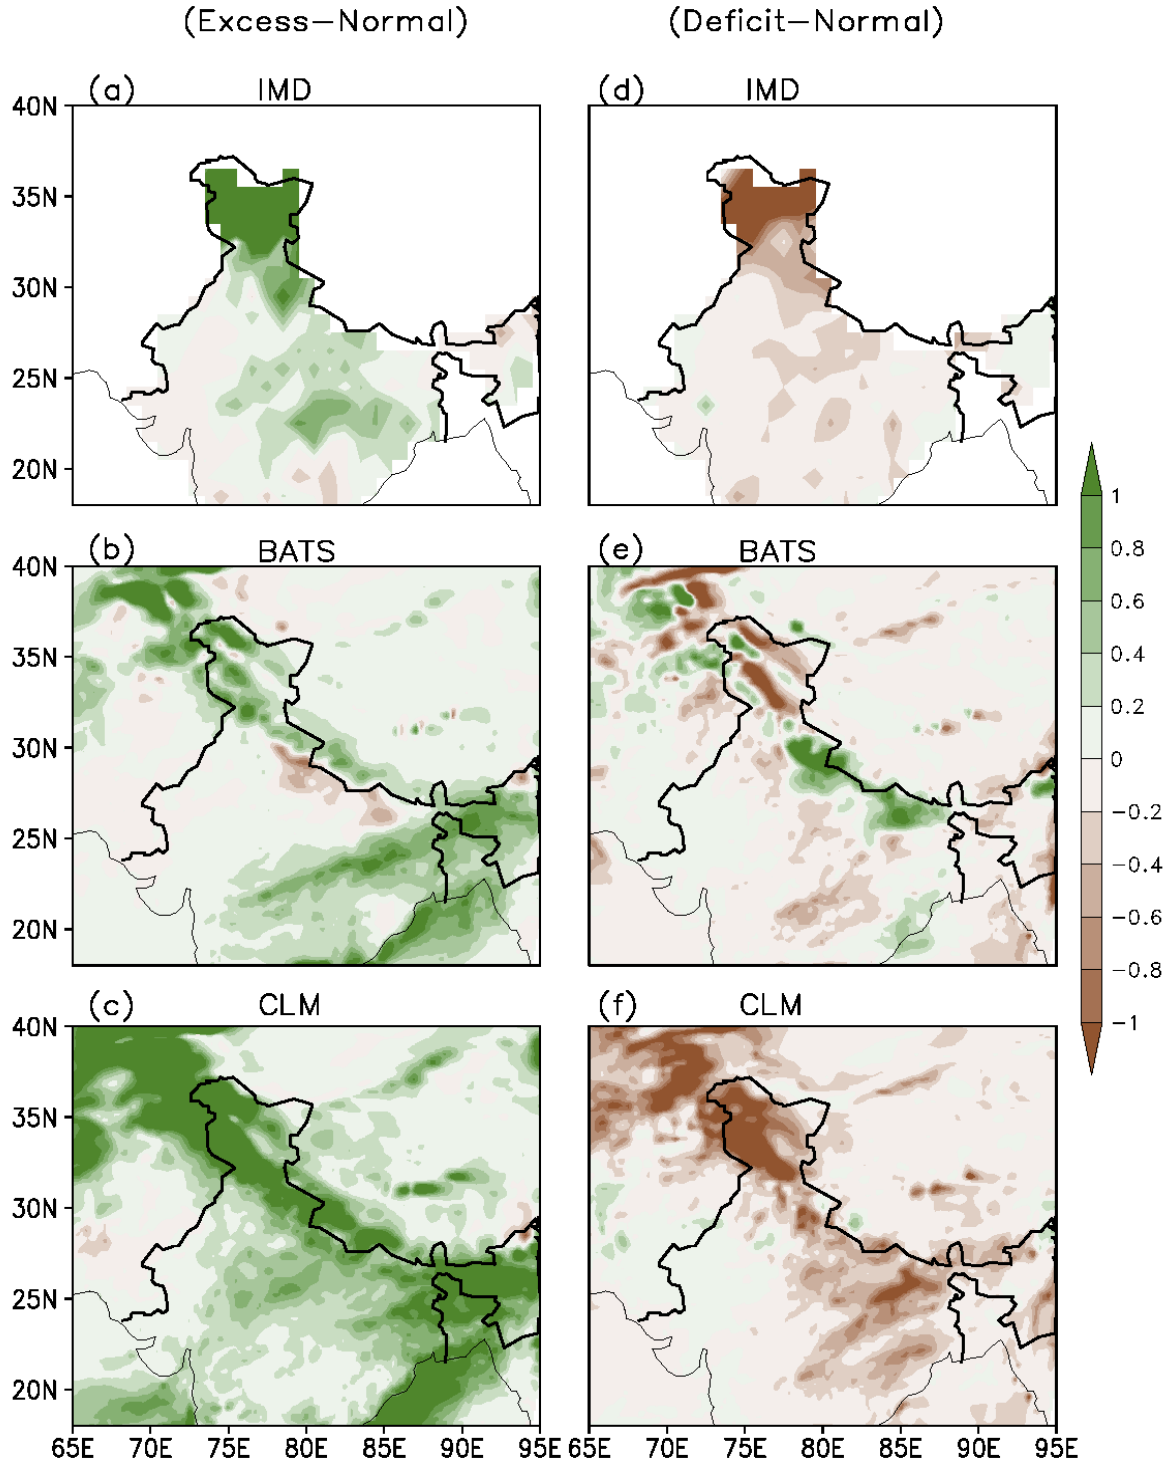 (Excess−Normal) (Deficit−Normal)
(a) IMD (d) IMD
40N
35N
30N
25N
20N
(b) BATS (e) BATS
40N
35N
30N
25N
20N
(c) CLM (f) CLM
40N
35N
30N
25N
20N
65E 70E 75E 80E 85E 90E 95E 65E 70E 75E 80E 85E 90E 95E
1
0.8
0.6
0.4
0.2
0
−0.2
−0.4
−0.6
−0.8
−1